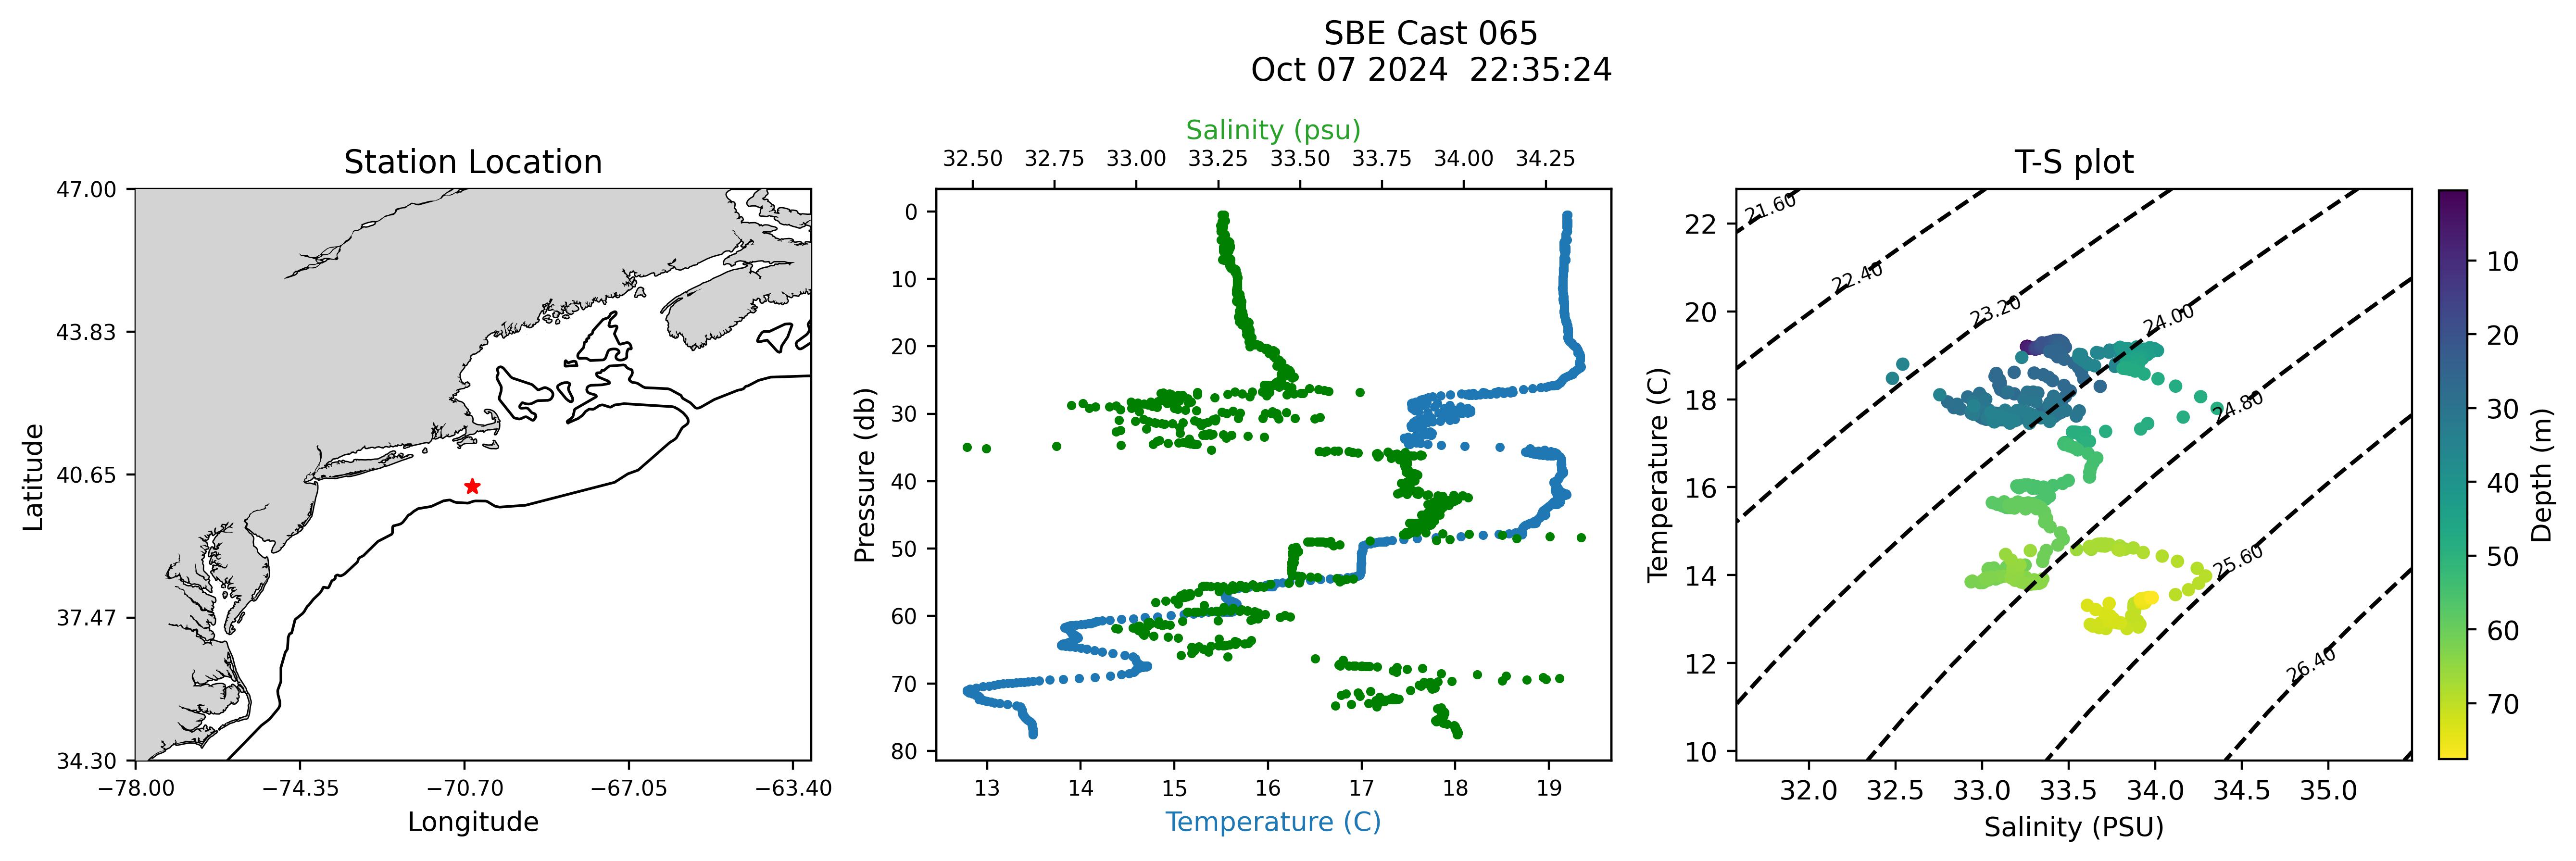 SBE Cast 065
Oct 07 2024  22:35:24
Station Location
47.00
43.83
40.65
37.47
34.30
Latitude
−78.00 −74.35 −70.70 −67.05 −63.40
Longitude
Salinity (psu)
32.50 32.75 33.00 33.25 33.50 33.75 34.00 34.25
0
10
20
30
40
50
60
70
80
Pressure (db)
13 14 15 16 17 18 19
Temperature (C)
T-S plot
22
20
18
16
14
12
10
Temperature (C)
21.60
22.40
23.20
24.00
24.80
25.60
26.40
32.0 32.5 33.0 33.5 34.0 34.5 35.0
Salinity (PSU)
10
20
30
40
50
60
70
Depth (m)